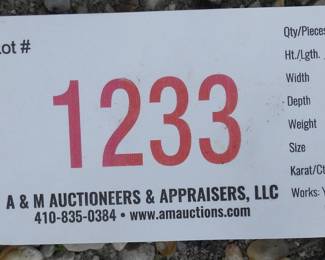 Lot #
1233
A & M AUCTIONEERS & APPRAISERS, LLC
410-835-0384 • www.amauctions.com
Qty/Pieces
Ht./Lgth.
Width
Depth
Weight
Size
Karat/Ct
Works: Y